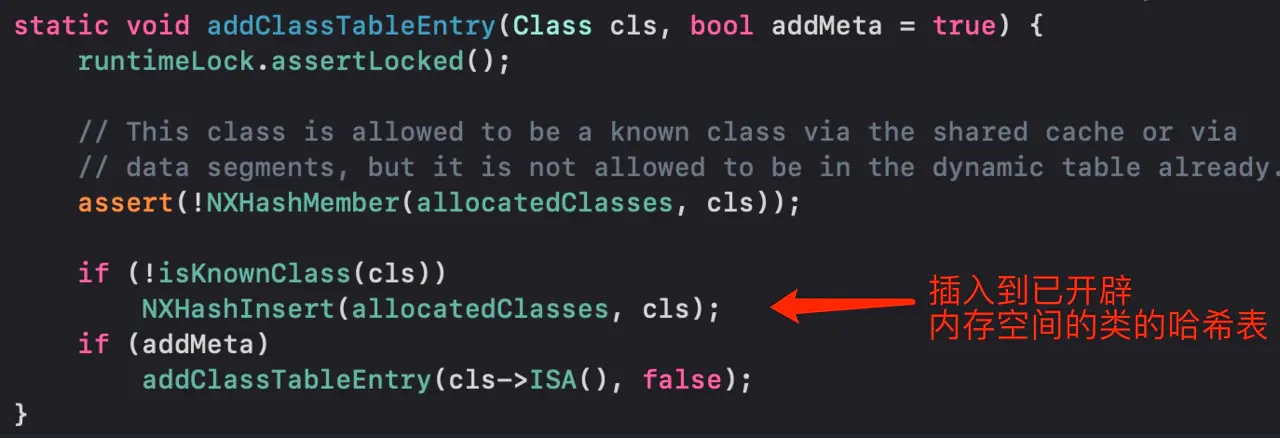 static void addClassTableEntry(Class cls, bool addMeta = true) {
    runtimeLock.assertLocked();

    // This class is allowed to be a known class via the shared cache or via
    // data segments, but it is not allowed to be in the dynamic table already.
    assert(!NXHashMember(allocatedClasses, cls));

    if (!isKnownClass(cls))
        NXHashInsert(allocatedClasses, cls);
插入到已开辟
内存空间的类的哈希表
    if (addMeta)
        addClassTableEntry(cls->ISA(), false);
}